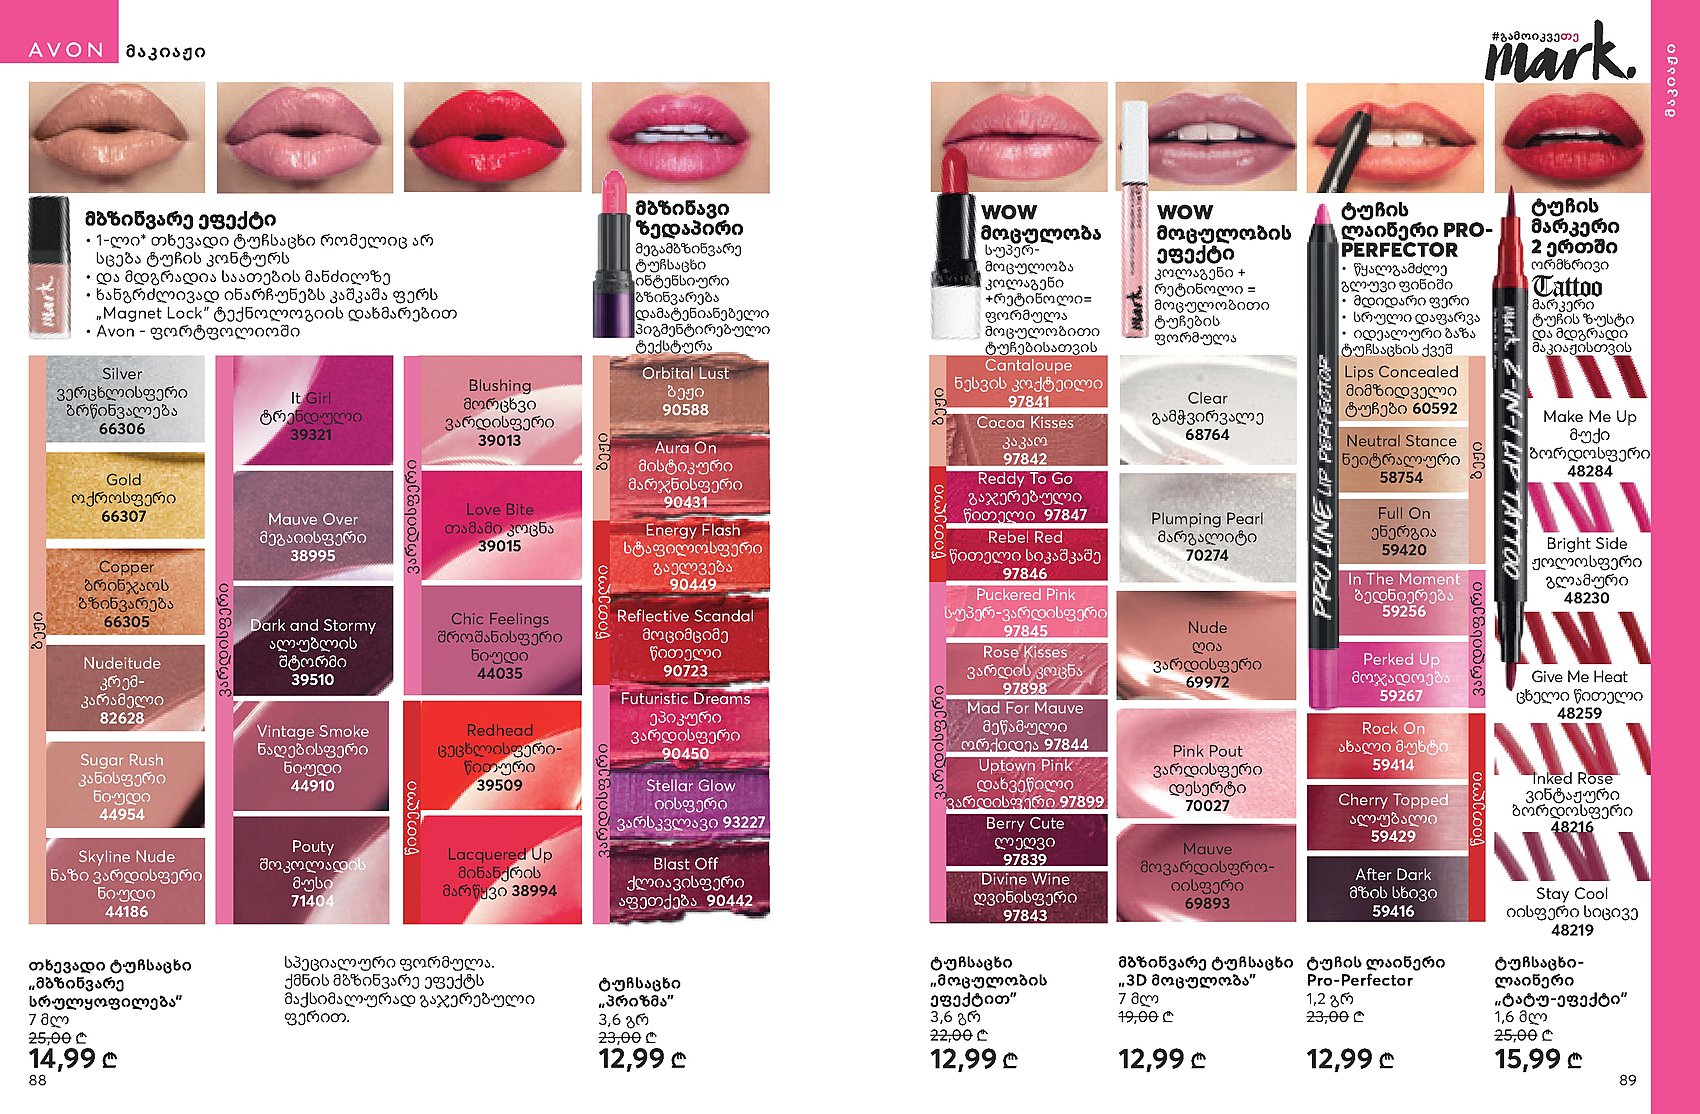 AVON
მაკიაჟი
მბზინვარე ეფექტი
• 1-ლი* თხევადი ტუჩსაცხი რომელიც არ
სცება ტუჩის კონტურს
• და მდგრადია საათების მანძილზე
• ხანგრძლივად ინარჩუნებს კაშკაშა ფერს
„Magnet Lock“ ტექნოლოგიის დახმარებით
• Avon - ფორტფოლიოში
mark.
მბზინავი
ზედაპირი
მეგამბზინვარე
ტუჩსაცხი
ინტენსიური
ბზინვარება
დამატენიანებელი
პიგმენტირებული
ტექსტურა
ბეჟი
Silver
ვერცხლისფერი
ბრწინვალება
66306
Gold
ოქროსფერი
66307
Copper
ბრინჯაოს
ბზინვარება
66305
Nudeitude
კრემ-
კარამელი
82628
Sugar Rush
კანისფერი
ნიუდი
44954
Skyline Nude
ნაზი ვარდისფერი
ნიუდი
44186
ვარდისფერი
It Girl
ტრენდული
39321
Mauve Over
მეგაიისფერი
38995
Dark and Stormy
ალუბლის
შტორმი
39510
Vintage Smoke
ნაღებისფერი
ნიუდი
44910
Pouty
შოკოლადის
მუსი
71404
ვარდისფერი
Blushing
მორცხვი
ვარდისფერი
39013
Love Bite
თამამი კოცნა
39015
Chic Feelings
შროშანისფერი
ნიუდი
44035
წითელი
Redhead
ცეცხლისფერი-
წითური
39509
Lacquered Up
მინანქრის
მარწყვი 38994
ბეჟი
Orbital Lust
ბეჟი
90588
Aura On
მისტიკური
მარჯნისფერი
90431
წითელი
Energy Flash
სტაფილოსფერი
გაელვება
90449
Reflective Scandal
მოციმციმე
წითელი
90723
ვარდისფერი
Futuristic Dreams
ეპიკური
ვარდისფერი
90450
Stellar Glow
იისფერი
ვარსკვლავი 93227
Blast Off
ქლიავისფერი
აფეთქება 90442
თხევადი ტუჩსაცხი
„მბზინვარე
სრულყოფილება“
7 მლ
25,00 ₾
14,99 ₾
სპეციალური ფორმულა.
ქმნის მბზინვარე ეფექტს
მაქსიმალურად გაჯერებული
ფერით.
ტუჩსაცხი
„პრიზმა“
3,6 გრ
23,00 ₾
12,99 ₾
88
#გამოიკვეთე
mark.
მაკიაჟი
WOW
მოცულობა
სუპერ-
მოცულობა
კოლაგენი
+რეტინოლი=
ფორმულა
მოცულობითი
ტუჩებისათვის
mark.
WOW
მოცულობის
ეფექტი
კოლაგენი +
რეტინოლი =
მოცულობითი
ტუჩების
ფორმულა
ტუჩის
ლაინერი PRO-
PERFECTOR
• წყალგამძლე
გლუვი ფინიში
• მდიდარი ფერი
• სრული დაფარვა
• იდეალური ბაზა
ტუჩსაცხის ქვეშ
PRO LINE LIP PERFECTOR
ტუჩის
მარკერი
2 ერთში
ორმხრივი
Tattoo
მარკერი
ტუჩის ზუსტი
და მდგრადი
მაკიაჟისთვის
mark. 2-IN-1 LIP TATTOO
ბეჟი
Cantaloupe
ნესვის კოქტეილი
97841
Cocoa Kisses
კაკაო
97842
წითელი
Reddy To Go
გაჯერებული
წითელი 97847
Rebel Red
წითელი სიკაშკაშე
97846
ვარდისფერი
Puckered Pink
სუპერ-ვარდისფერი
97845
Rose Kisses
ვარდის კოცნა
97898
Mad For Mauve
მეწამული
ორქიდეა 97844
Uptown Pink
დახვეწილი
ვარდისფერი 97899
Berry Cute
ლეღვი
97839
Divine Wine
ღვინისფერი
97843
Clear
გამჭვირვალე
68764
Plumping Pearl
მარგალიტი
70274
Nude
ღია
ვარდისფერი
69972
Pink Pout
ვარდისფერი
დესერტი
70027
Mauve
მოვარდისფრო-
იისფერი
69893
Lips Concealed
მიმზიდველი
ტუჩები 60592
Neutral Stance
ნეიტრალური
58754
Full On
ენერგია
59420
ბეჟი
In The Moment
ბედნიერება
59256
Perked Up
მოჯადოება
59267
ვარდისფერი
Rock On
ახალი მუხტი
59414
Cherry Topped
ალუბალი
59429
After Dark
მზის სხივი
59416
წითელი
Make Me Up
მუქი
ბორდოსფერი
48284
Bright Side
ჟოლოსფერი
გლამური
48230
Give Me Heat
ცხელი წითელი
48259
Inked Rose
ვინტაჟური
ბორდოსფერი
48216
Stay Cool
იისფერი სიცივე
48219
ტუჩსაცხი
„მოცულობის
ეფექტით“
3,6 გრ
22,00 ₾
12,99 ₾
მბზინვარე ტუჩსაცხი
„3D მოცულობა“
7 მლ
19,00 ₾
12,99 ₾
ტუჩის ლაინერი
Pro-Perfector
1,2 გრ
23,00 ₾
12,99 ₾
ტუჩსაცხი-
ლაინერი
„ტატუ-ეფექტი“
1,6 მლ
25,00 ₾
15,99 ₾
89